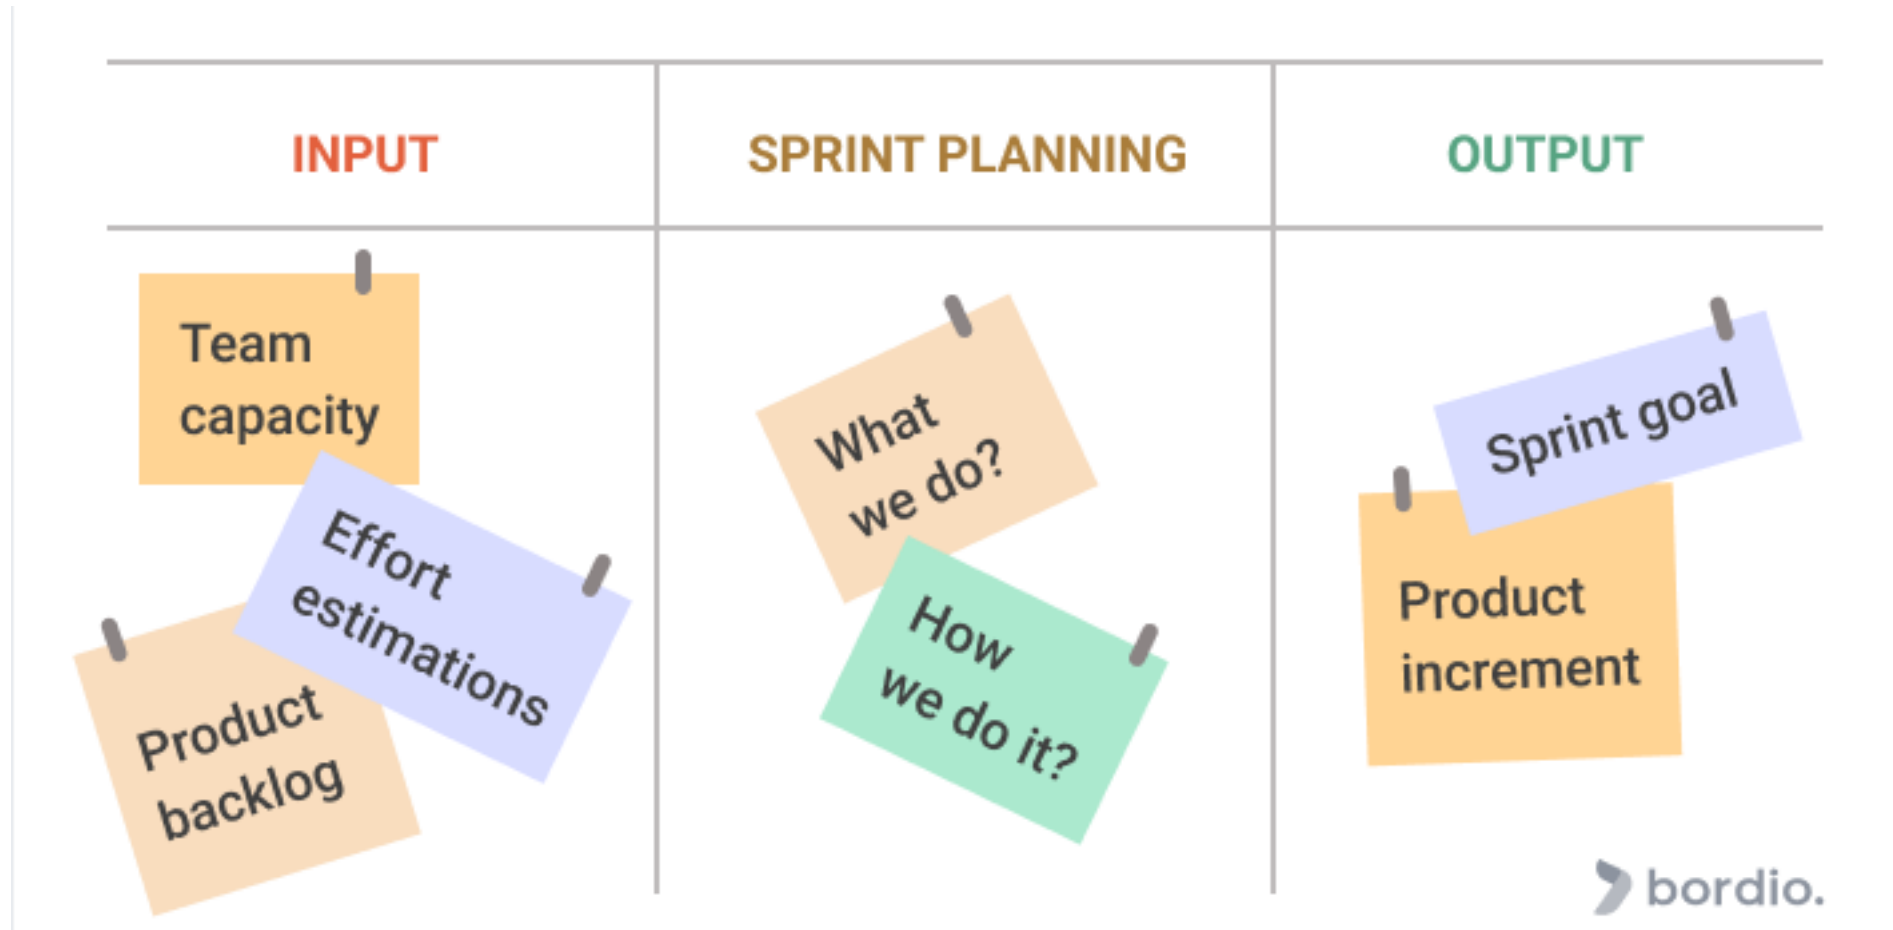 INPUT
SPRINT PLANNING
OUTPUT
Team
capacity
Effort
estimations
Product
backlog
What
we do?
How
we do it?
Sprint goal
Product
increment
bordio.